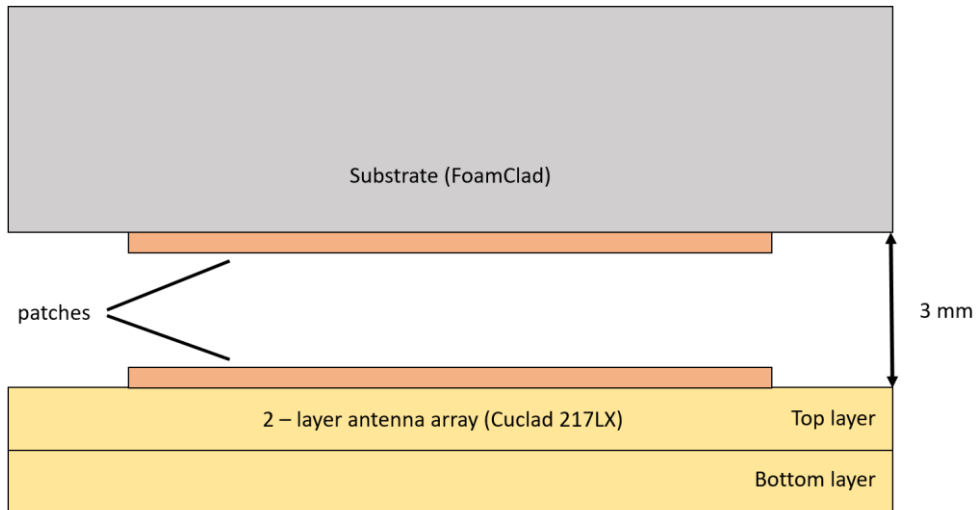 Substrate (FoamClad)
patches
3 mm
2 – layer antenna array (Cuclad 217LX)
Top layer
Bottom layer